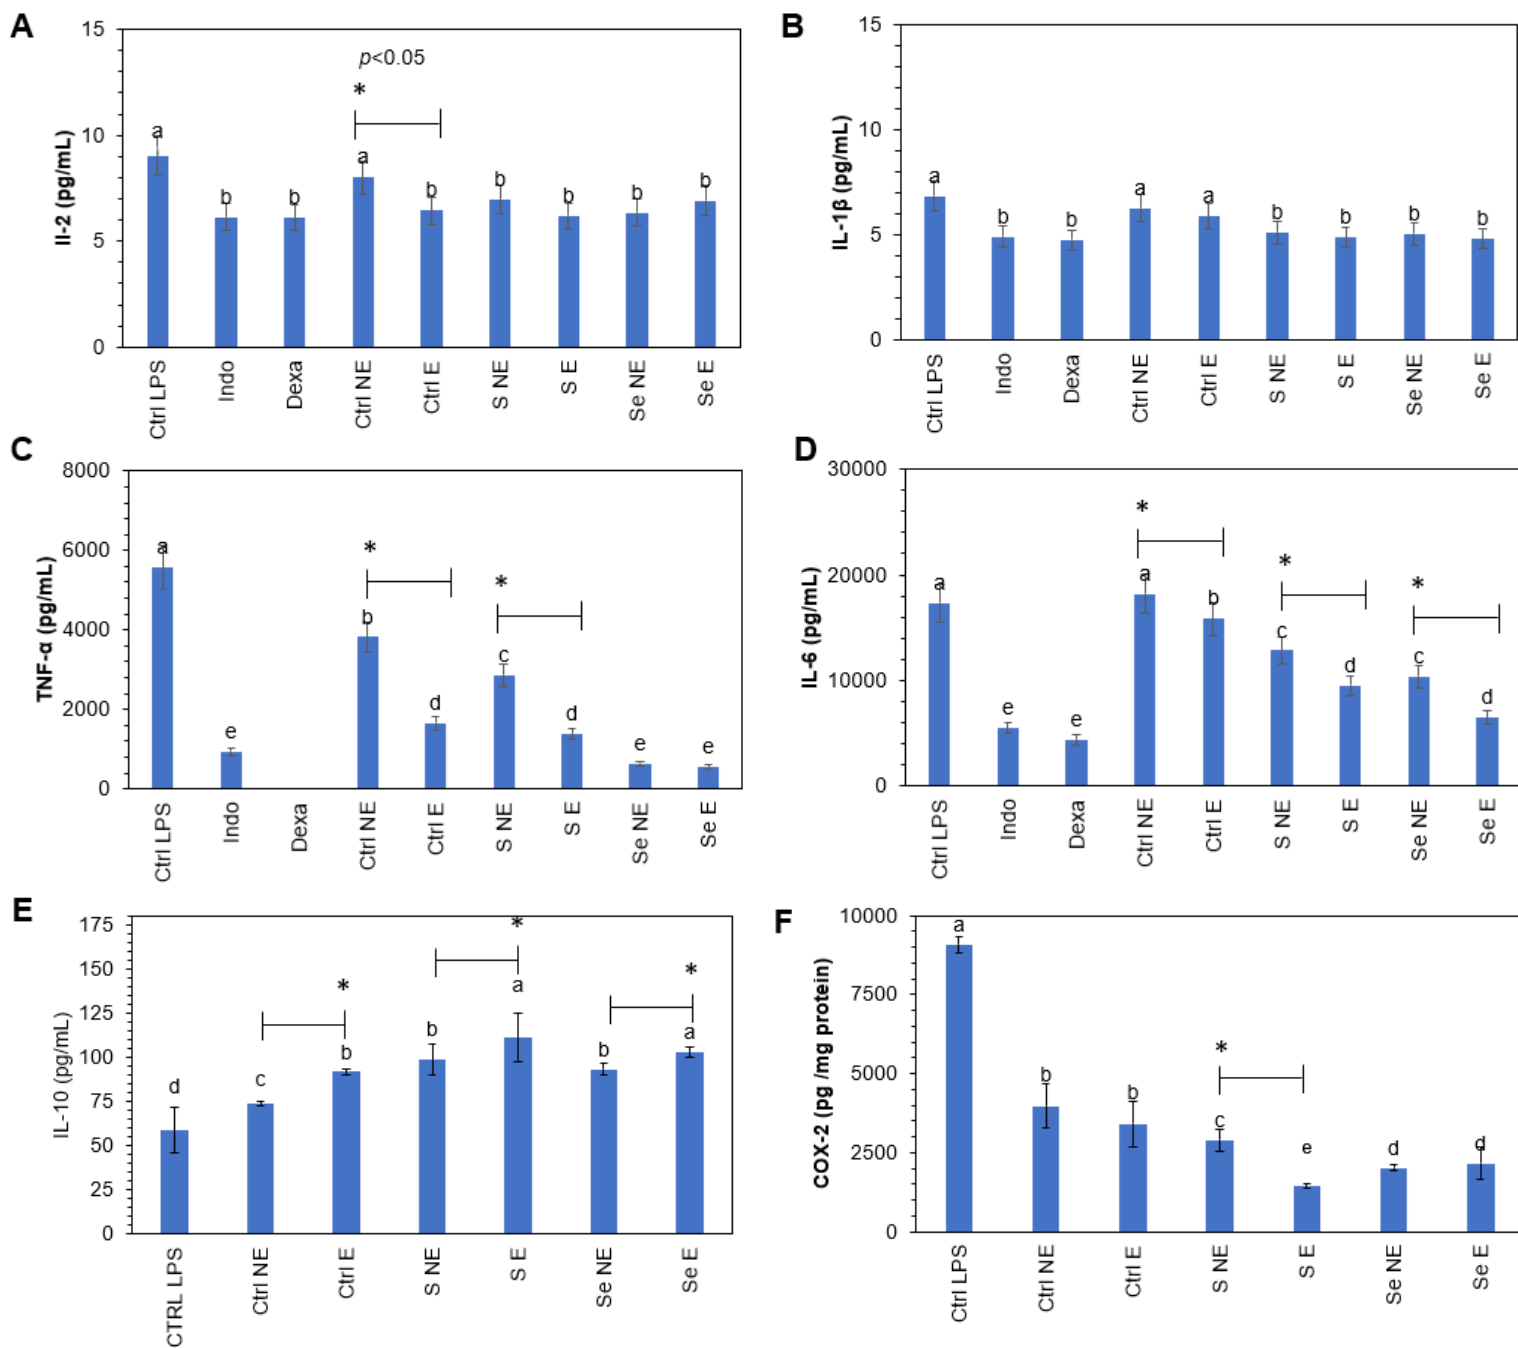 A
Il-2 (pg/mL)
15
10
5
0
p<0.05
*
a
b
b
a
b
b
b
b
b
Ctrl LPS
Indo
Dexa
Ctrl NE
Ctrl E
S NE
S E
Se NE
Se E
B
IL-1β (pg/mL)
15
10
5
0
a
b
b
a
a
b
b
b
b
Ctrl LPS
Indo
Dexa
Ctrl NE
Ctrl E
S NE
S E
Se NE
Se E
C
TNF-α (pg/mL)
8000
6000
4000
2000
0
*
*
a
e
b
d
c
d
e
e
Ctrl LPS
Indo
Dexa
Ctrl NE
Ctrl E
S NE
S E
Se NE
Se E
D
IL-6 (pg/mL)
30000
20000
10000
0
*
*
*
a
e
e
a
b
c
d
c
d
Ctrl LPS
Indo
Dexa
Ctrl NE
Ctrl E
S NE
S E
Se NE
Se E
E
IL-10 (pg/mL)
175
150
125
100
75
50
25
0
*
*
*
d
c
b
b
a
b
a
CTRL LPS
Ctrl NE
Ctrl E
S NE
S E
Se NE
Se E
F
COX-2 (pg /mg protein)
10000
7500
5000
2500
0
*
a
b
b
c
e
d
d
Ctrl LPS
Ctrl NE
Ctrl E
S NE
S E
Se NE
Se E